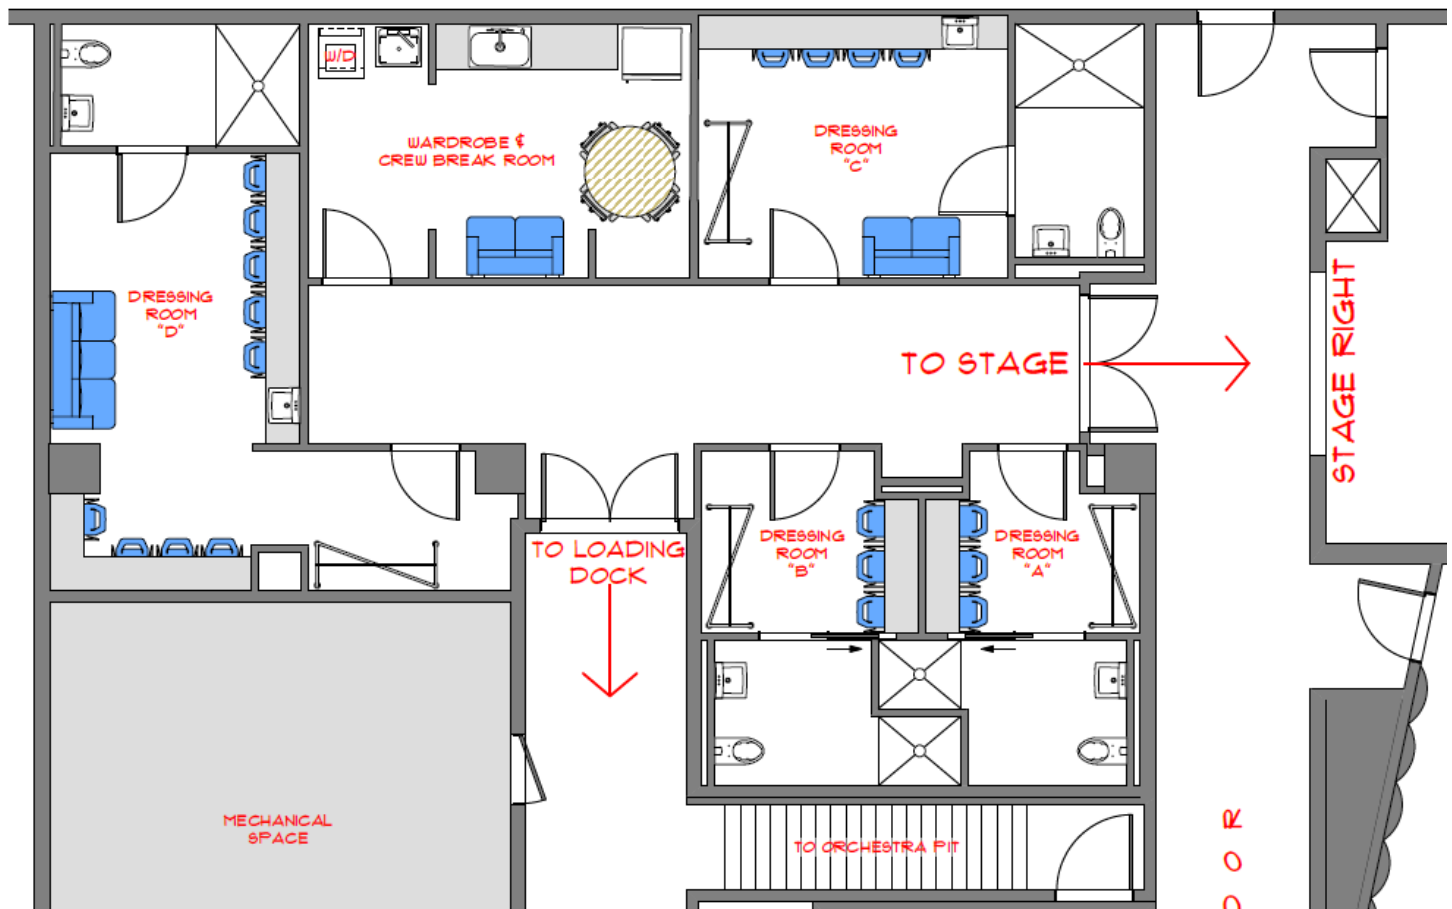 W/D
WARDROBE &
CREW BREAK ROOM
DRESSING
ROOM
"C"
DRESSING
ROOM
"D"
TO STAGE
STAGE RIGHT
TO LOADING
DOCK
DRESSING
ROOM
"B"
DRESSING
ROOM
"A"
MECHANICAL
SPACE
TO ORCHESTRA PIT